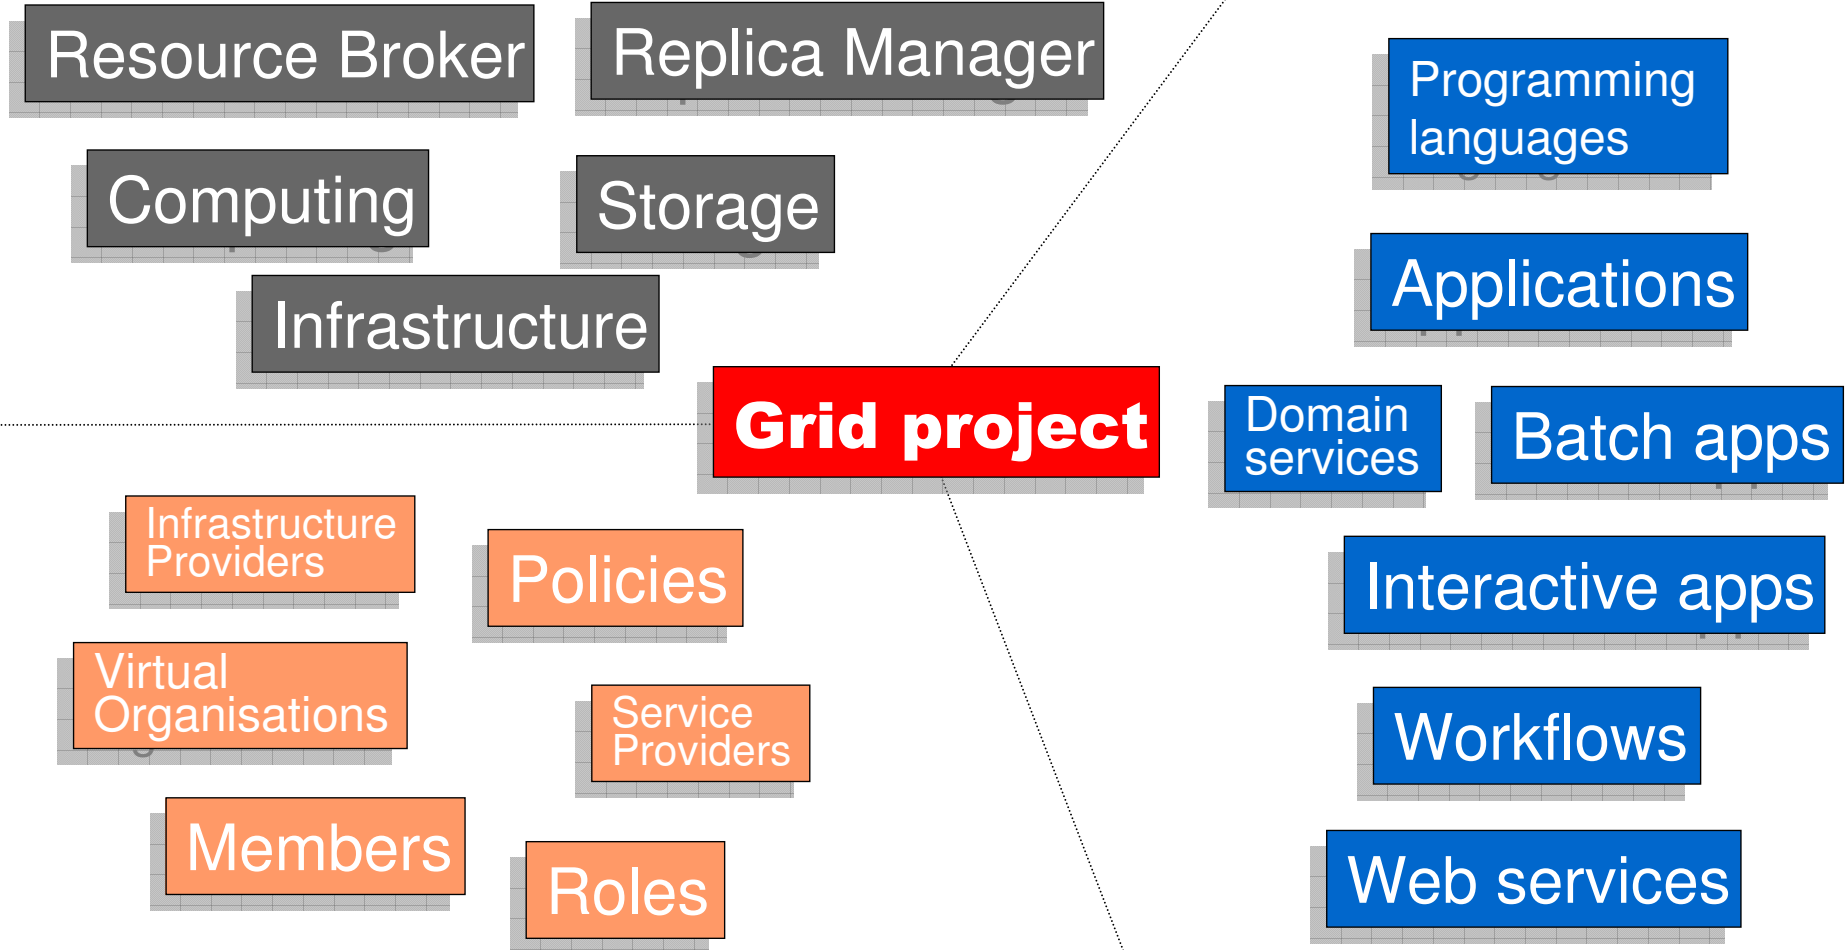 Resource Broker
Replica Manager
Computing
Storage
Infrastructure
Grid project
Programming
languages
Applications
Domain
services
Batch apps
Interactive apps
Workflows
Web services
Infrastructure
Providers
Policies
Virtual
Organisations
Service
Providers
Members
Roles